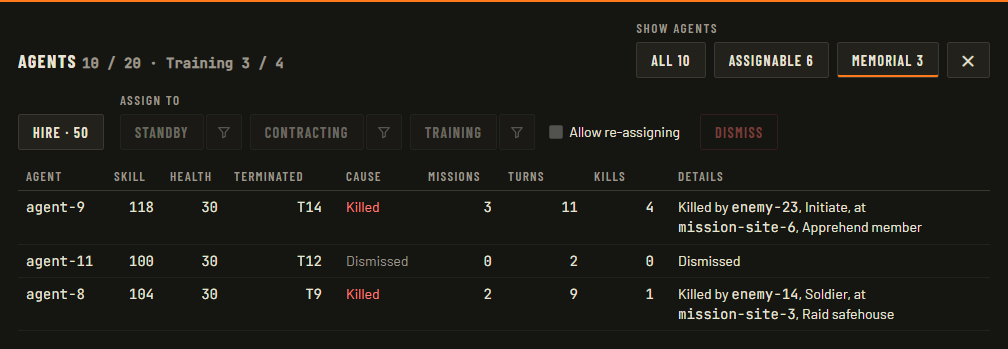 SHOW AGENTS
AGENTS 10 / 20 · Training 3 / 4
ALL 10
ASSIGNABLE 6
MEMORIAL 3
✕
ASSIGN TO
HIRE · 50
STANDBY
CONTRACTING
TRAINING
Allow re-assigning
DISMISS
AGENT SKILL HEALTH TERMINATED CAUSE MISSIONS TURNS KILLS DETAILS
agent-9 118 30 T14 Killed 3 11 4 Killed by enemy-23, Initiate, at
mission-site-6, Apprehend member
agent-11 100 30 T12 Dismissed 0 2 0 Dismissed
agent-8 104 30 T9 Killed 2 9 1 Killed by enemy-14, Soldier, at
mission-site-3, Raid safehouse